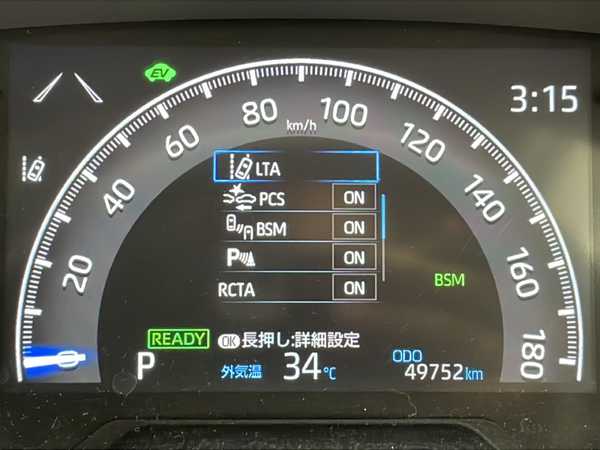 EV
3:15
0
20
40
60
80
100
120
140
160
180
km/h
LTA
PCS ON
BSM ON
P ON
RCTA ON
BSM
READY
OK 長押し:詳細設定
P
外気温 34℃
ODO
49752km